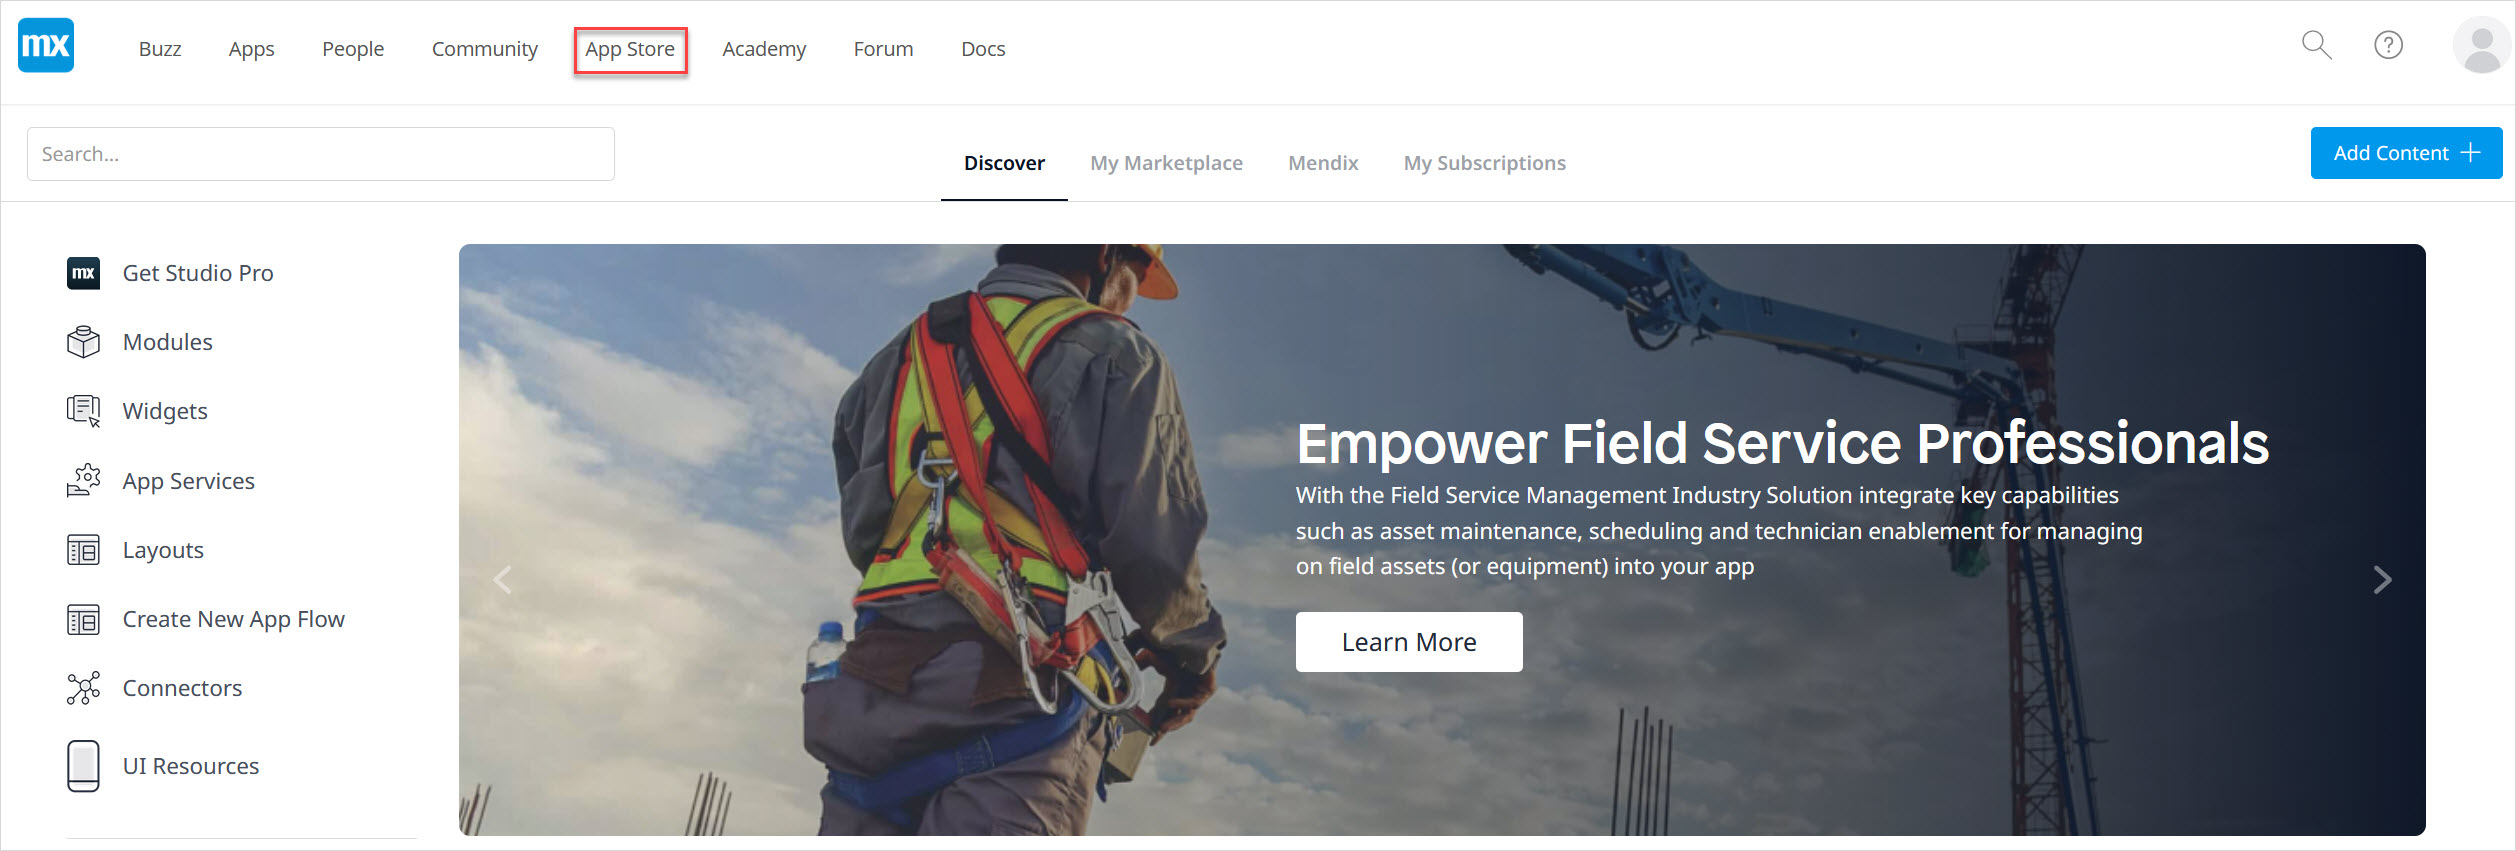 mx
Buzz
Apps
People
Community
App Store
Academy
Forum
Docs
Search...
Discover
My Marketplace
Mendix
My Subscriptions
Add Content
mx
Get Studio Pro
Modules
Widgets
App Services
Layouts
Create New App Flow
Connectors
UI Resources
Empower Field Service Professionals
With the Field Service Management Industry Solution integrate key capabilities
such as asset maintenance, scheduling and technician enablement for managing
on field assets (or equipment) into your app
Learn More